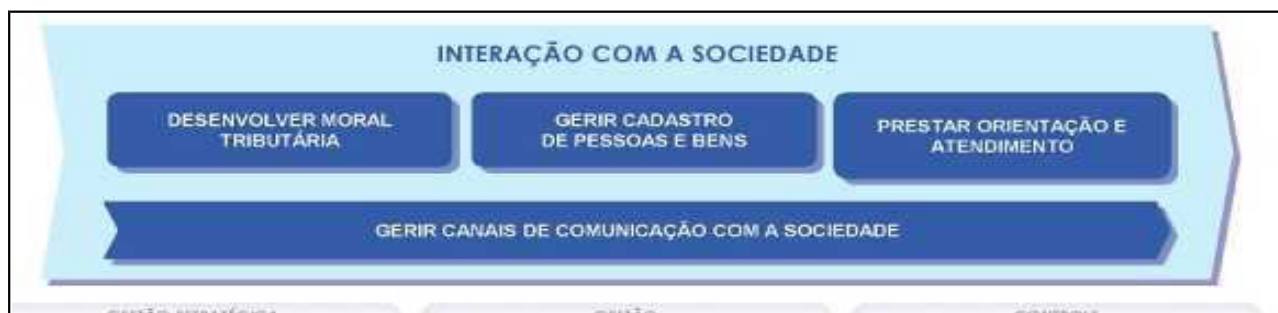 INTERAÇÃO COM A SOCIEDADE
DESENVOLVER MORAL
TRIBUTÁRIA
GERIR CADASTRO
DE PESSOAS E BENS
PRESTAR ORIENTAÇÃO E
ATENDIMENTO
GERIR CANAIS DE COMUNICAÇÃO COM A SOCIEDADE